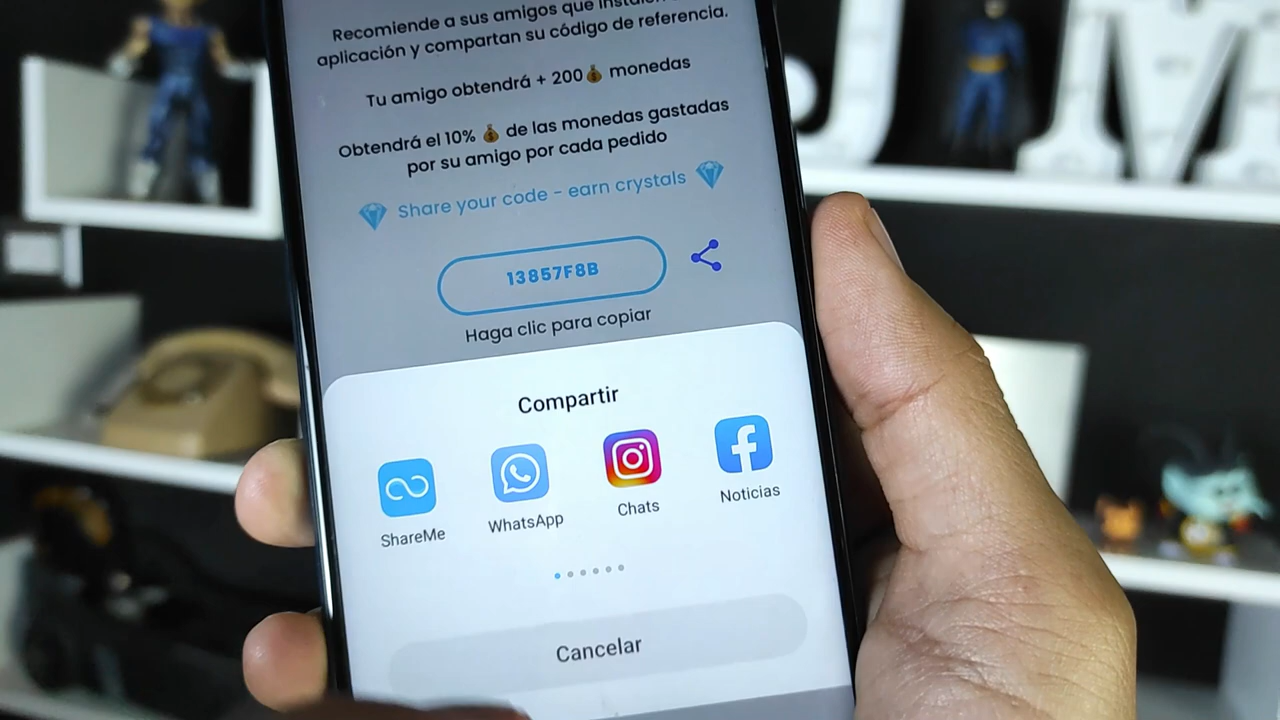 Recomiende a sus amigos que instalen
aplicación y compartan su código de referencia.
Tu amigo obtendrá + 200💰 monedas
Obtendrá el 10% 💰 de las monedas gastadas
por su amigo por cada pedido
Share your code - earn crystals
13857F8B
Haga clic para copiar
Compartir
ShareMe
WhatsApp
Chats
Noticias
Cancelar
JM